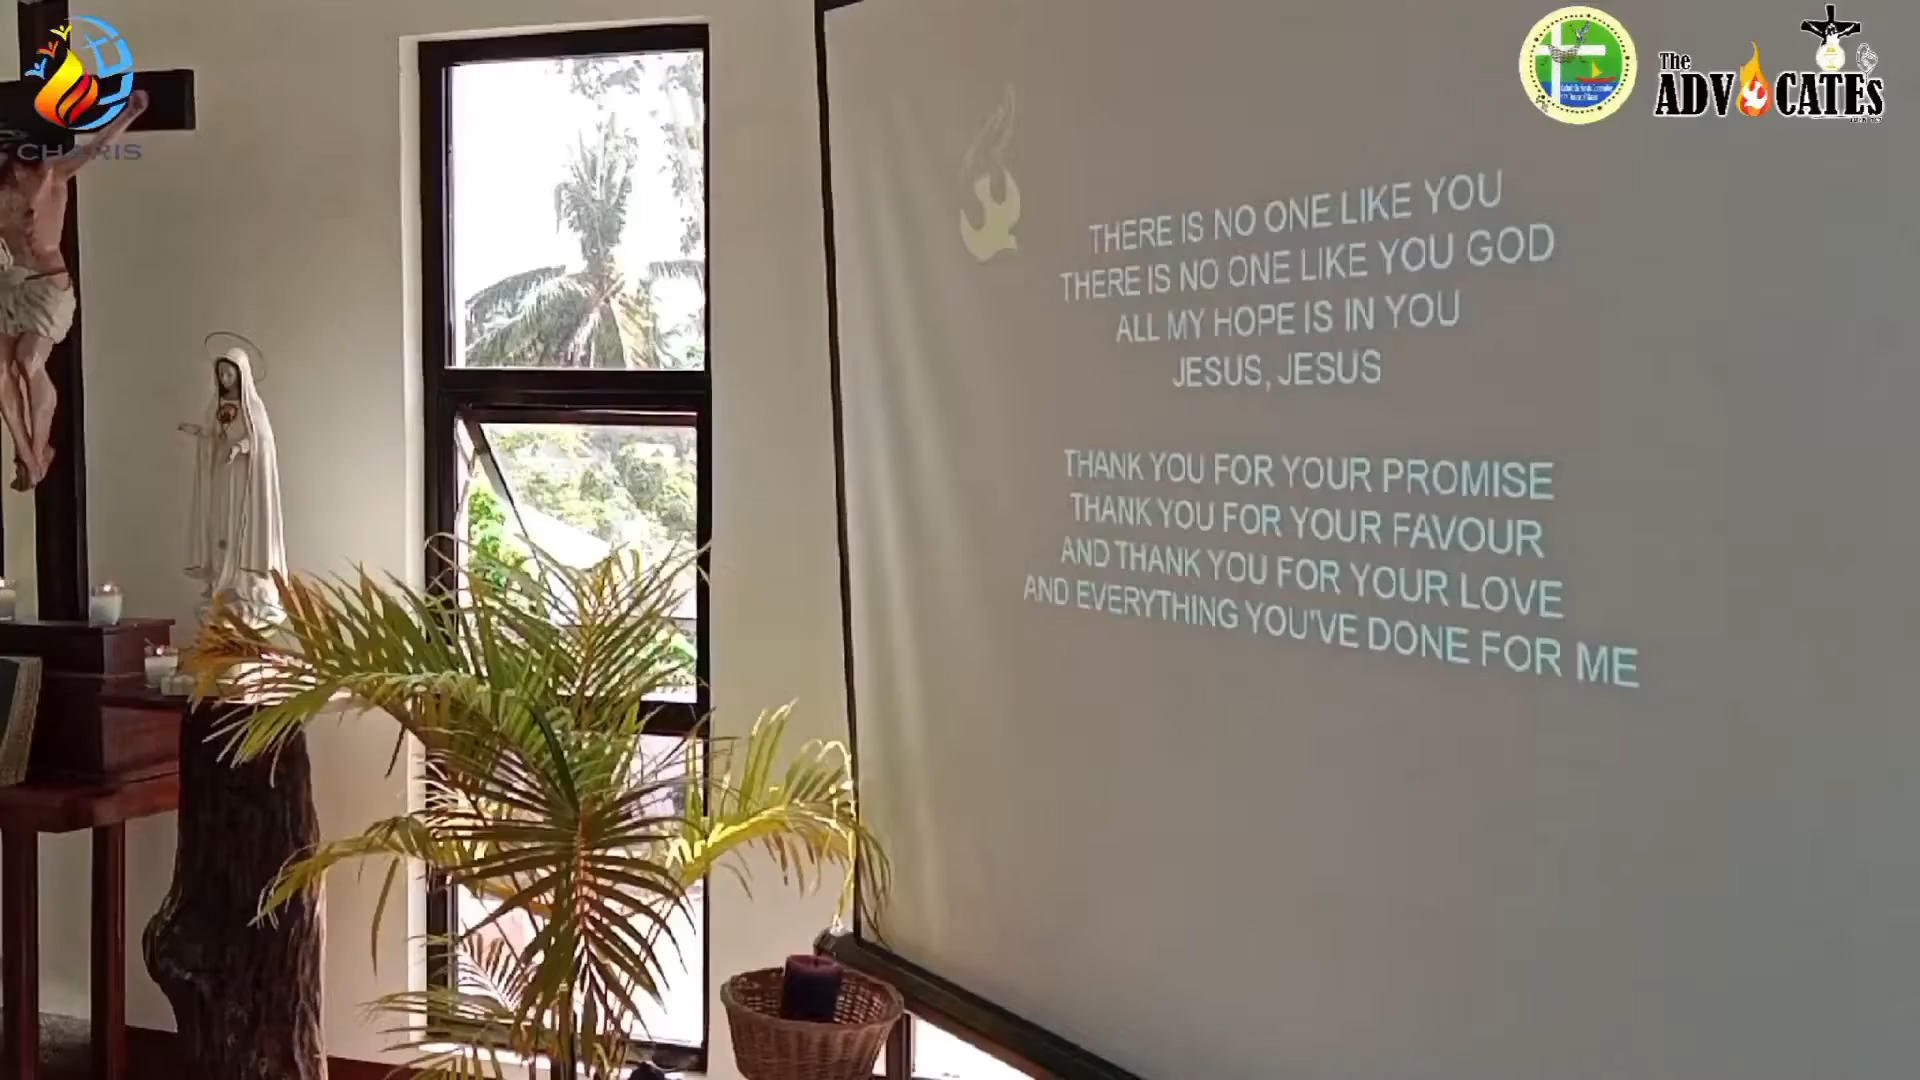 CHARIS
The
ADVOCATEs
THERE IS NO ONE LIKE YOU
THERE IS NO ONE LIKE YOU GOD
ALL MY HOPE IS IN YOU
JESUS, JESUS
THANK YOU FOR YOUR PROMISE
THANK YOU FOR YOUR FAVOUR
AND THANK YOU FOR YOUR LOVE
AND EVERYTHING YOU'VE DONE FOR ME